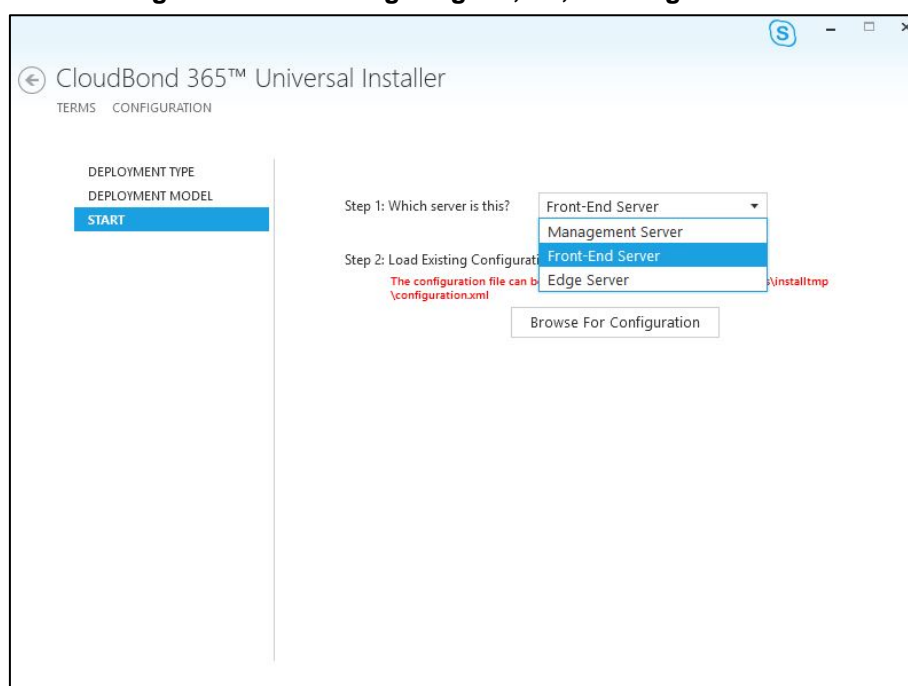 CloudBond 365™ Universal Installer
TERMS CONFIGURATION
DEPLOYMENT TYPE
DEPLOYMENT MODEL
START
Step 1: Which server is this?
Front-End Server
Management Server
Front-End Server
Edge Server
Step 2: Load Existing Configurati
The configuration file can b
\installtmp
\configuration.xml
Browse For Configuration